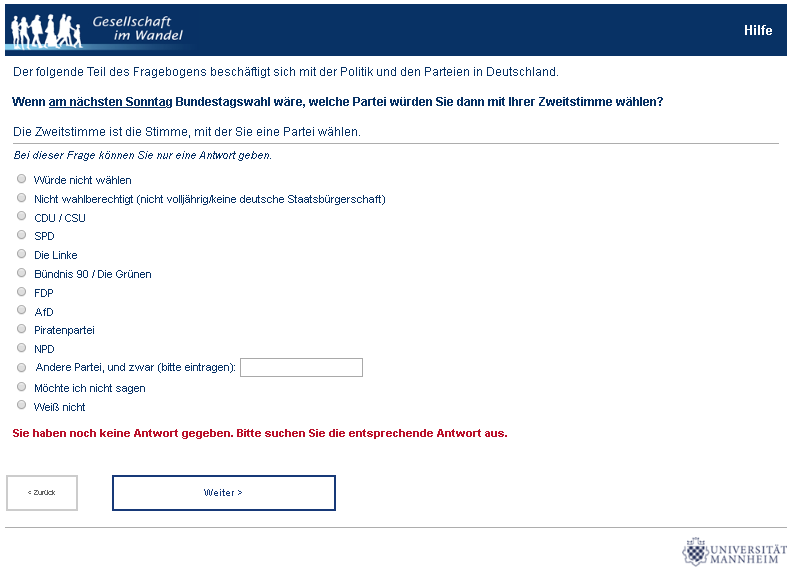 Gesellschaft
im Wandel
Hilfe
Der folgende Teil des Fragebogens beschäftigt sich mit der Politik und den Parteien in Deutschland.
Wenn am nächsten Sonntag Bundestagswahl wäre, welche Partei würden Sie dann mit Ihrer Zweitstimme wählen?
Die Zweitstimme ist die Stimme, mit der Sie eine Partei wählen.
Bei dieser Frage können Sie nur eine Antwort geben.
Würde nicht wählen
Nicht wahlberechtigt (nicht volljährig/keine deutsche Staatsbürgerschaft)
CDU / CSU
SPD
Die Linke
Bündnis 90 / Die Grünen
FDP
AfD
Piratenpartei
NPD
Andere Partei, und zwar (bitte eintragen):
Möchte ich nicht sagen
Weiß nicht
Sie haben noch keine Antwort gegeben. Bitte suchen Sie die entsprechende Antwort aus.
< Zurück
Weiter >
UNIVERSITÄT
MANNHEIM